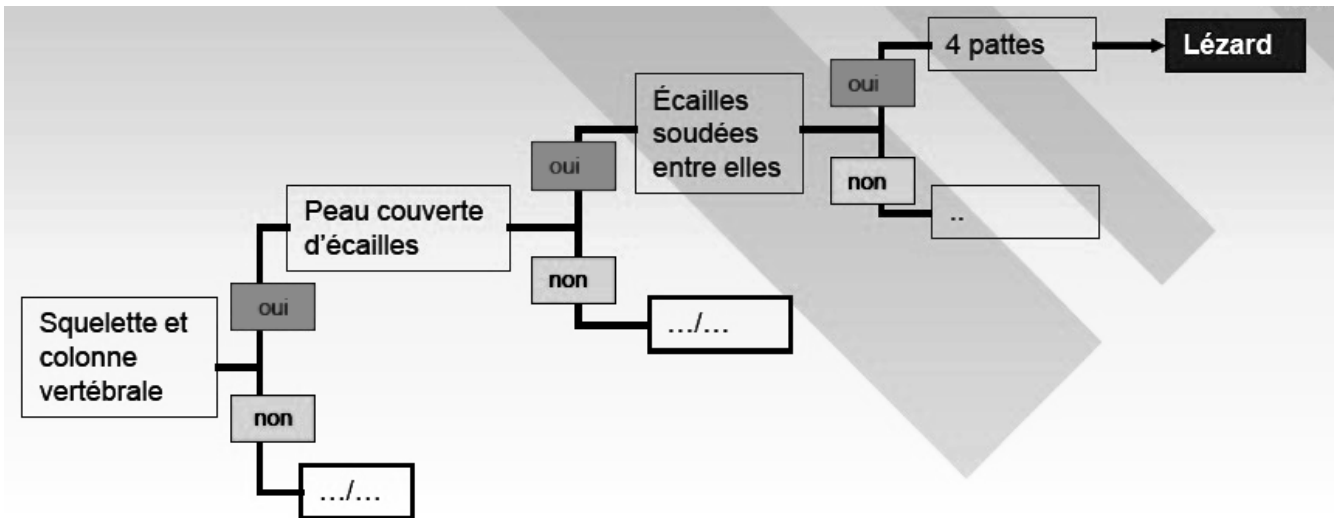 4 pattes
Lézard
oui
Écailles
soudées
entre elles
oui
non
..
Peau couverte
d'écailles
non
oui
…/…
Squelette et
colonne
vertébrale
non
…/…